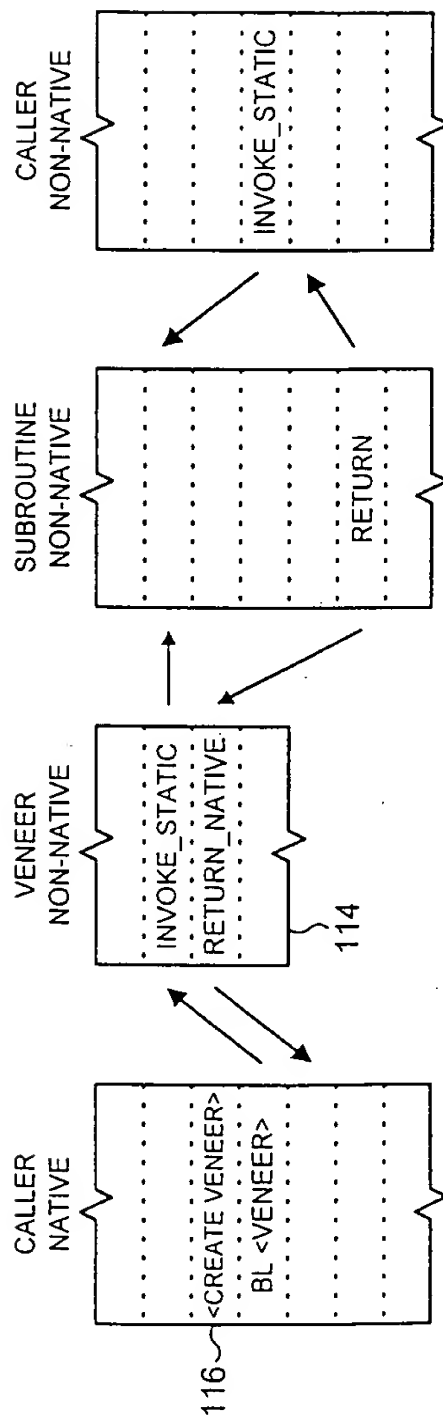 CALLER
NATIVE
116
<CREATE VENEER>
BL <VENEER>
VENEER
NON-NATIVE
INVOKE_STATIC
RETURN_NATIVE
114
SUBROUTINE
NON-NATIVE
RETURN
CALLER
NON-NATIVE
INVOKE_STATIC